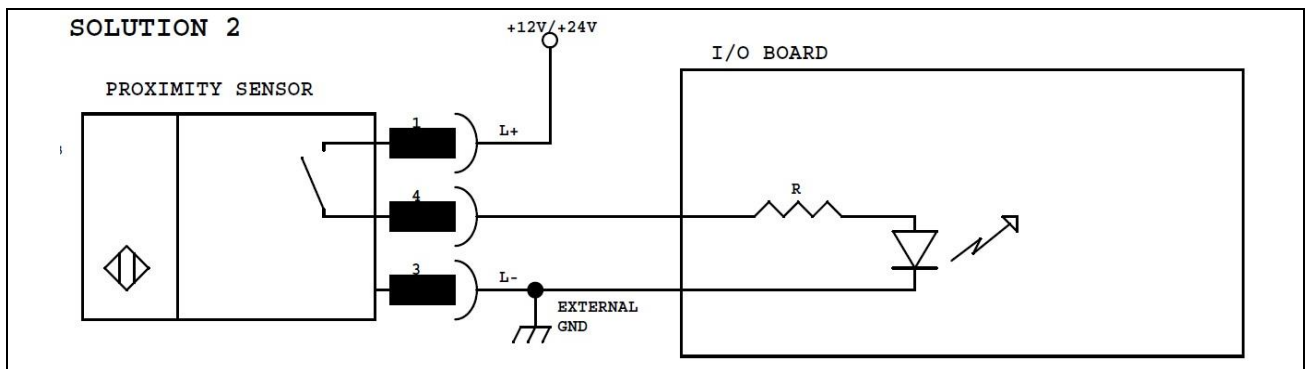 SOLUTION 2
+12V/+24V
I/O BOARD
PROXIMITY SENSOR
1
L+
4
R
3
L-
EXTERNAL
GND